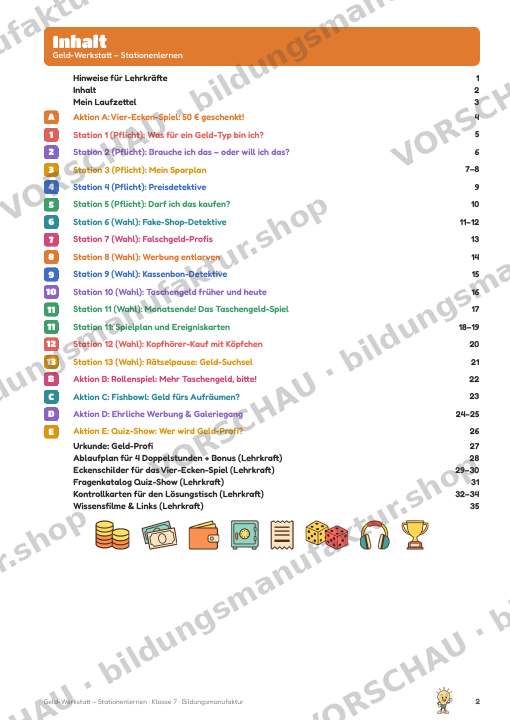 Inhalt
Geld-Werkstatt – Stationenlernen
Hinweise für Lehrkräfte 1
Inhalt 2
Mein Laufzettel 3
A Aktion A: Vier-Ecken-Spiel: 50 € geschenkt! 4
1 Station 1 (Pflicht): Was für ein Geld-Typ bin ich? 5
2 Station 2 (Pflicht): Brauche ich das – oder will ich das? 6
3 Station 3 (Pflicht): Mein Sparplan 7–8
4 Station 4 (Pflicht): Preisdetektive 9
5 Station 5 (Pflicht): Darf ich das kaufen? 10
6 Station 6 (Wahl): Fake-Shop-Detektive 11–12
7 Station 7 (Wahl): Falschgeld-Profis 13
8 Station 8 (Wahl): Werbung entlarven 14
9 Station 9 (Wahl): Kassenbon-Detektive 15
10 Station 10 (Wahl): Taschengeld früher und heute 16
11 Station 11 (Wahl): Monatsende! Das Taschengeld-Spiel 17
11 Station 11: Spielplan und Ereigniskarten 18–19
12 Station 12 (Wahl): Kopfhörer-Kauf mit Köpfchen 20
13 Station 13 (Wahl): Rätselpause: Geld-Suchsel 21
B Aktion B: Rollenspiel: Mehr Taschengeld, bitte! 22
C Aktion C: Fishbowl: Geld fürs Aufräumen? 23
D Aktion D: Ehrliche Werbung & Galeriegang 24–25
E Aktion E: Quiz-Show: Wer wird Geld-Profi? 26
Urkunde: Geld-Profi 27
Ablaufplan für 4 Doppelstunden + Bonus (Lehrkraft) 28
Eckenschilder für das Vier-Ecken-Spiel (Lehrkraft) 29–30
Fragenkatalog Quiz-Show (Lehrkraft) 31
Kontrollkarten für den Lösungstisch (Lehrkraft) 32–34
Wissensfilme & Links (Lehrkraft) 35
VORSCHAU · bildungsmanufaktur.shop
Geld-Werkstatt – Stationenlernen · Klasse 7 · Bildungsmanufaktur 2